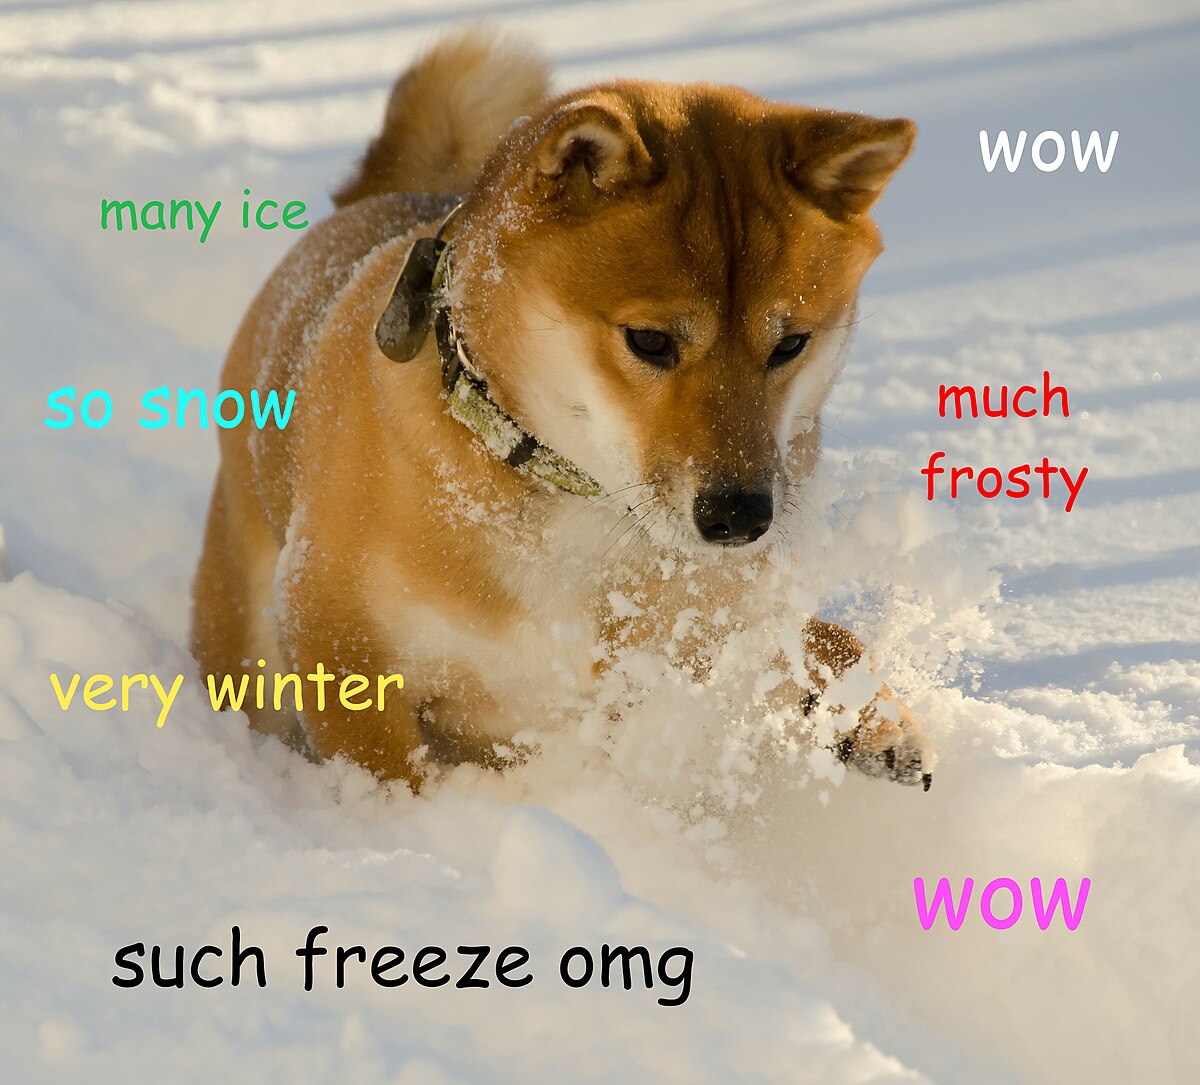 wow
many ice
so snow
much
frosty
very winter
wow
such freeze omg